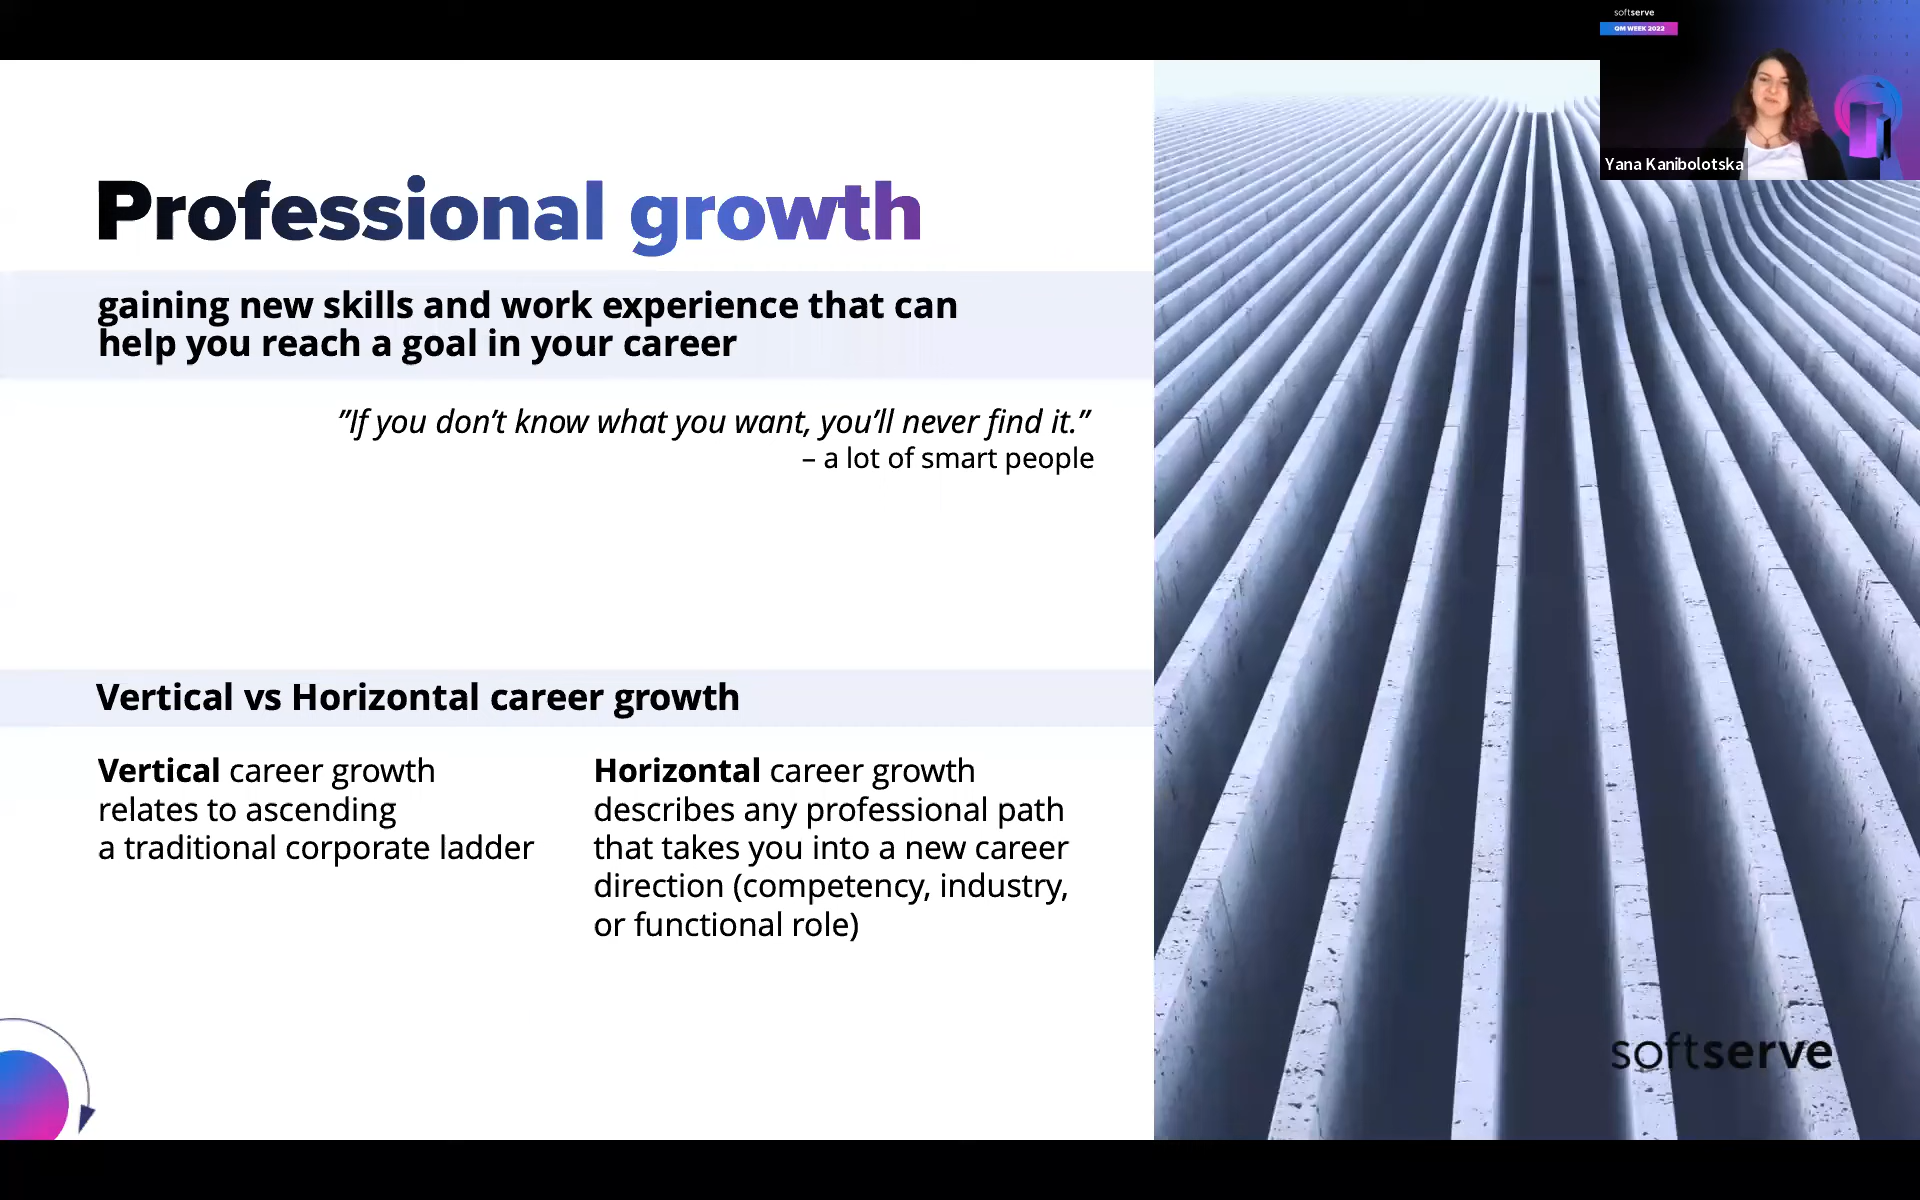 softserve
QM WEEK 2022
Yana Kanibolotska
Professional growth
gaining new skills and work experience that can
help you reach a goal in your career
”If you don’t know what you want, you’ll never find it.”
– a lot of smart people
Vertical vs Horizontal career growth
Vertical career growth
relates to ascending
a traditional corporate ladder
Horizontal career growth
describes any professional path
that takes you into a new career
direction (competency, industry,
or functional role)
softserve